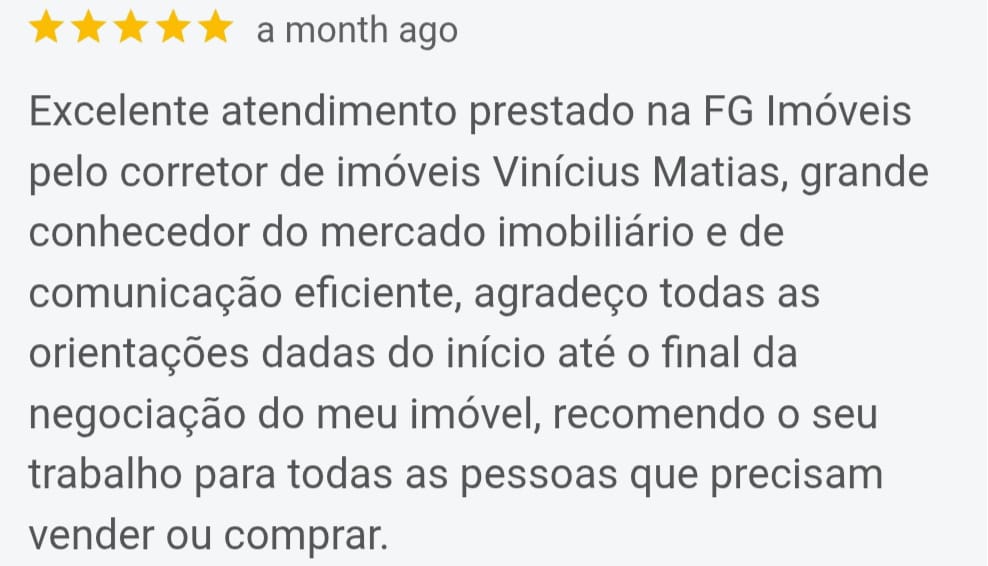 ★★★★★ a month ago
Excelente atendimento prestado na FG Imóveis
pelo corretor de imóveis Vinícius Matias, grande
conhecedor do mercado imobiliário e de
comunicação eficiente, agradeço todas as
orientações dadas do início até o final da
negociação do meu imóvel, recomendo o seu
trabalho para todas as pessoas que precisam
vender ou comprar.